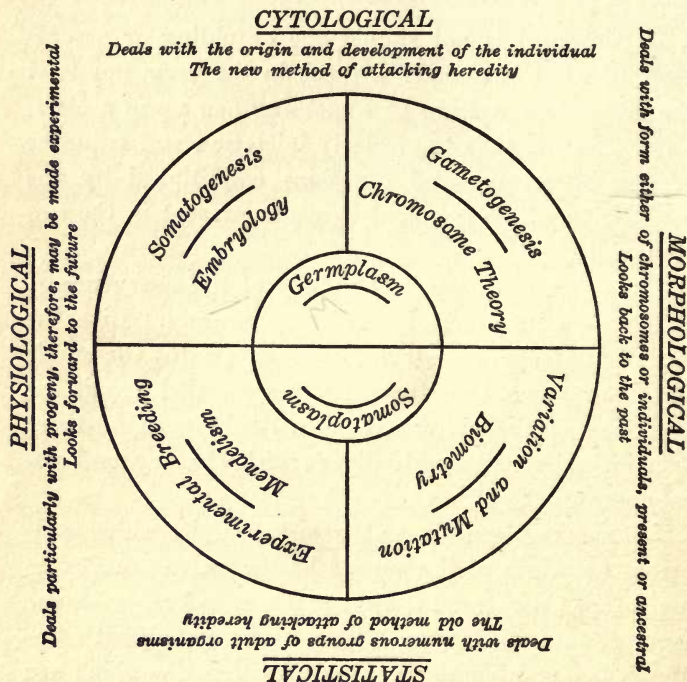 CYTOLOGICAL
Deals with the origin and development of the individual
The new method of attacking heredity
PHYSIOLOGICAL
Deals particularly with progeny, therefore, may be made experimental
Looks forward to the future
Somatogenesis
Embryology
Gametogenesis
Chromosome Theory
Germplasm
Somatoplasm
Experimental Breeding
Mendelism
Variation and Mutation
Biometry
Deals with form either of chromosomes or individuals, present or ancestral
Looks back to the past
MORPHOLOGICAL
STATISTICAL
Deals with numerous groups of adult organisms
The old method of attacking heredity